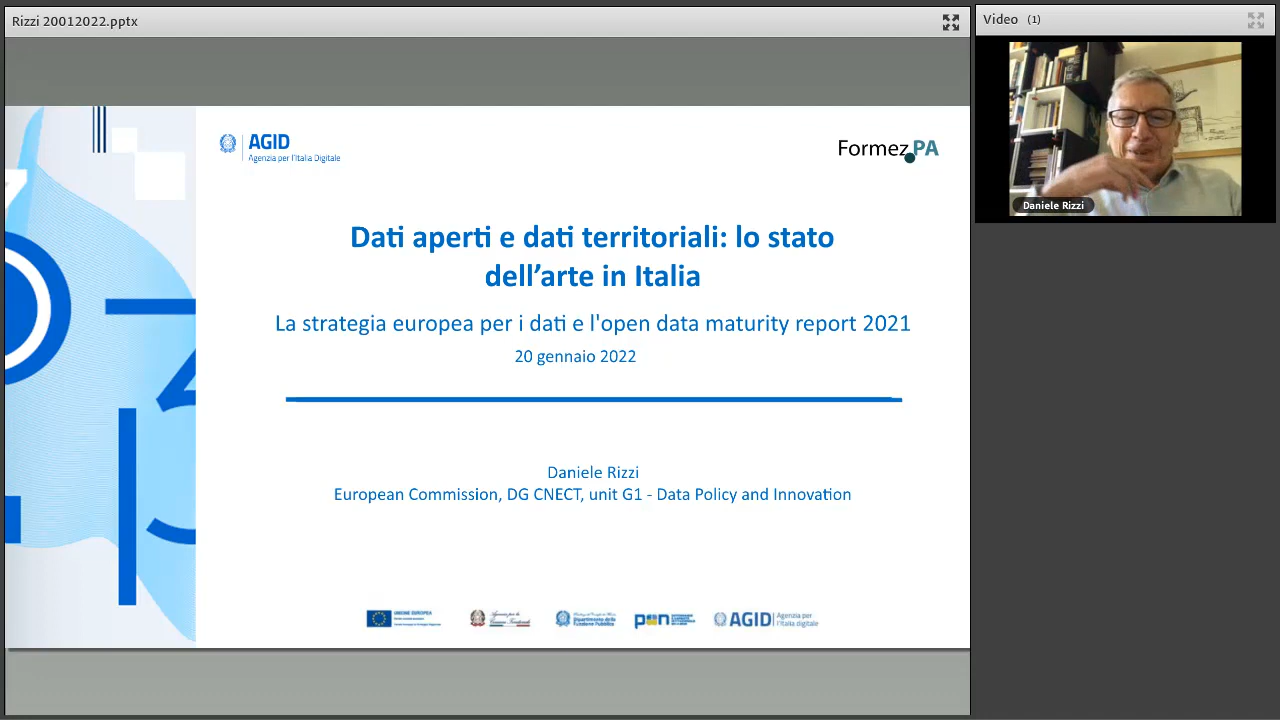 Rizzi 20012022.pptx
Video (1)
AGID
Agenzia per l'Italia Digitale
Formez PA
Dati aperti e dati territoriali: lo stato
dell'arte in Italia
La strategia europea per i dati e l'open data maturity report 2021
20 gennaio 2022
Daniele Rizzi
European Commission, DG CNECT, unit G1 - Data Policy and Innovation
Daniele Rizzi
UNIONE EUROPEA
pon
AGID
Agenzia per
l'Italia digitale